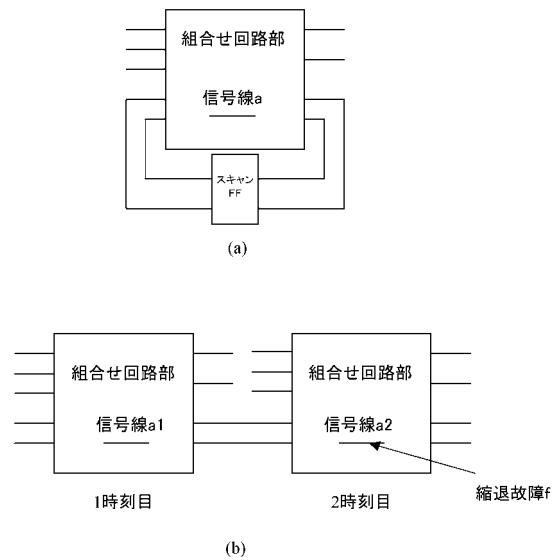 組合せ回路部
信号線a
スキャン
FF
(a)
組合せ回路部
組合せ回路部
信号線a1
信号線a2
縮退故障f
1時刻目
2時刻目
(b)